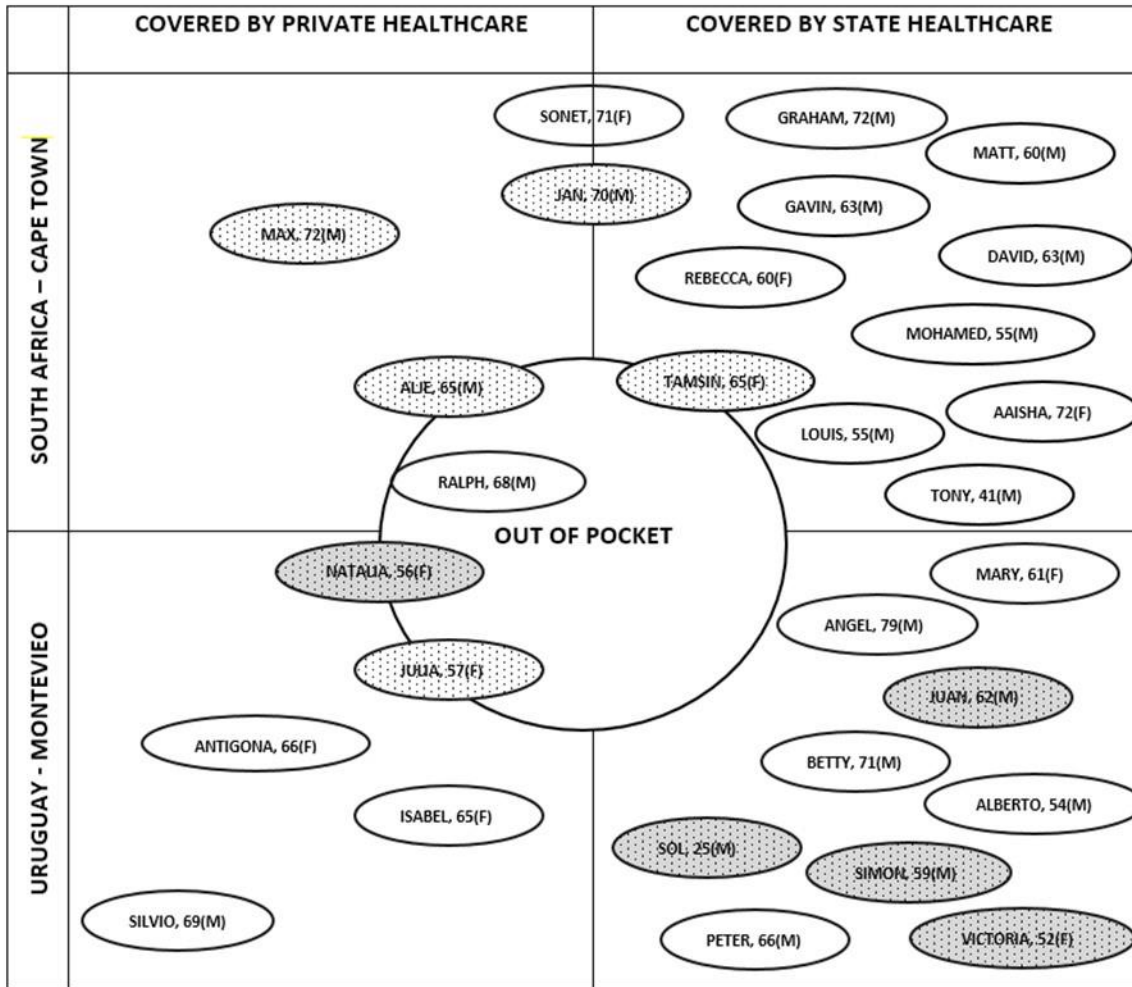 COVERED BY PRIVATE HEALTHCARE
COVERED BY STATE HEALTHCARE
SOUTH AFRICA – CAPE TOWN
SONET, 71(F)
GRAHAM, 72(M)
MATT, 60(M)
JAN, 70(M)
GAVIN, 63(M)
MAX, 72(M)
DAVID, 63(M)
REBECCA, 60(F)
MOHAMED, 55(M)
ALIE, 65(M)
TAMSIN, 65(F)
AAISHA, 72(F)
LOUIS, 55(M)
RALPH, 68(M)
TONY, 41(M)
OUT OF POCKET
URUGUAY - MONTEVIEO
NATALIA, 56(F)
MARY, 61(F)
ANGEL, 79(M)
JULIA, 57(F)
JUAN, 62(M)
ANTIGONA, 66(F)
BETTY, 71(M)
ALBERTO, 54(M)
ISABEL, 65(F)
SOL, 25(M)
SIMON, 59(M)
SILVIO, 69(M)
PETER, 66(M)
VICTORIA, 52(F)